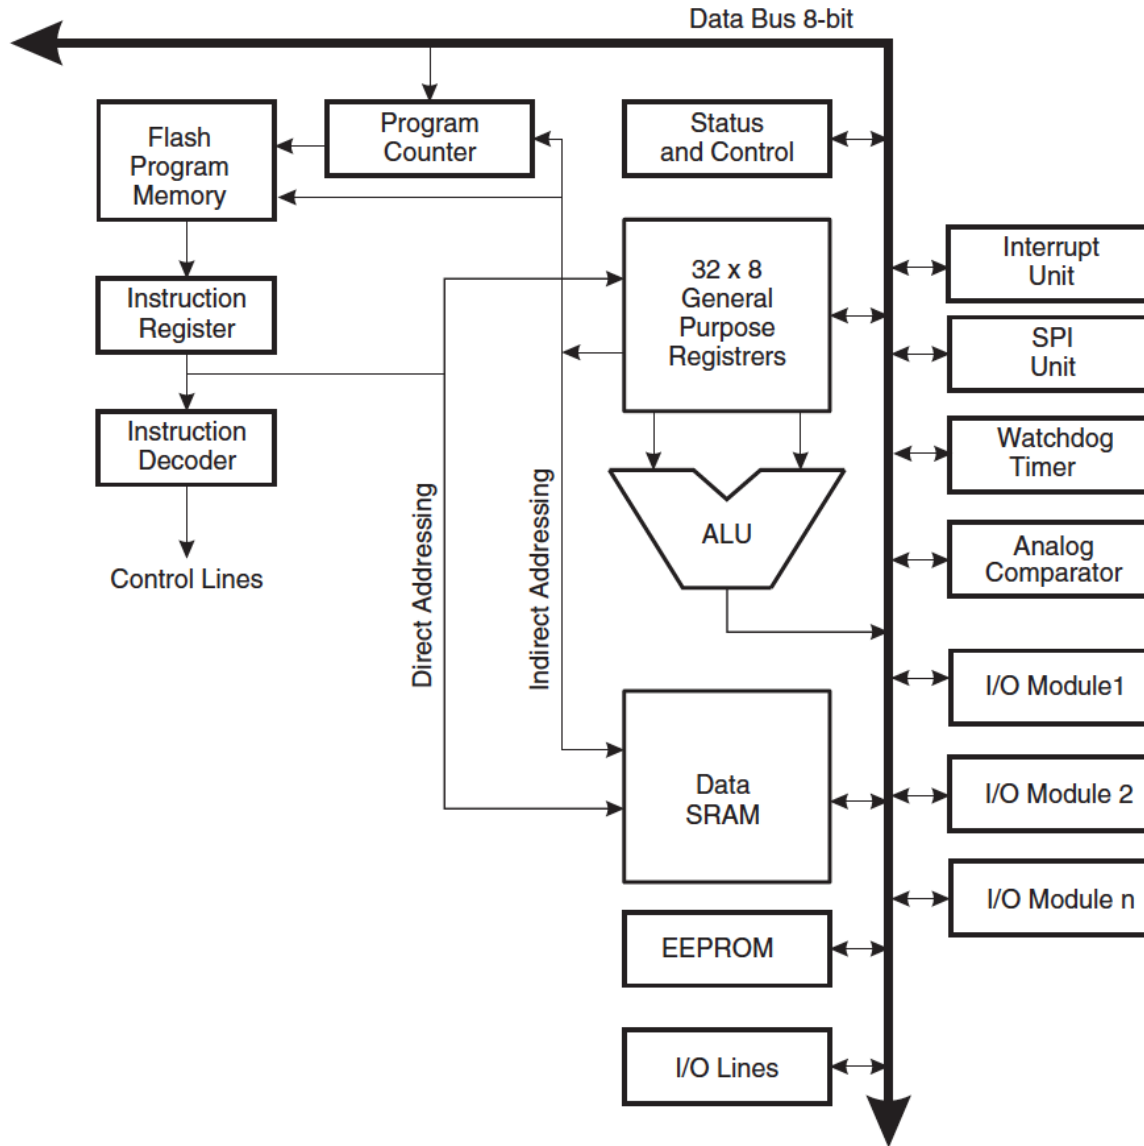 Data Bus 8-bit
Flash
Program
Memory
Program
Counter
Status
and Control
Interrupt
Unit
32 x 8
General
Purpose
Registrers
Instruction
Register
SPI
Unit
Instruction
Decoder
Watchdog
Timer
Direct Addressing
Indirect Addressing
ALU
Analog
Comparator
Control Lines
I/O Module1
Data
SRAM
I/O Module 2
I/O Module n
EEPROM
I/O Lines